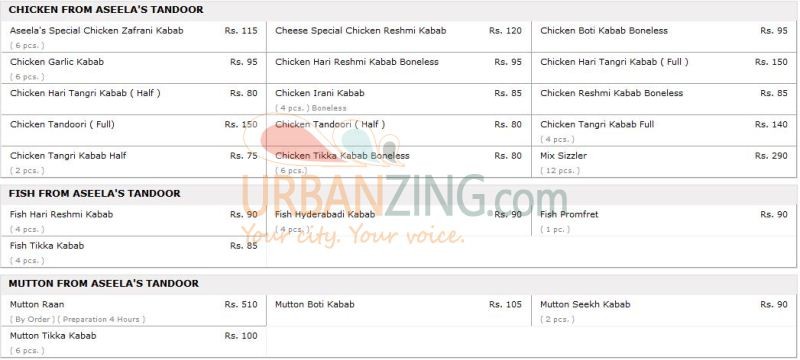 CHICKEN FROM ASEELA'S TANDOOR
Aseela's Special Chicken Zafrani Kabab Rs. 115 Cheese Special Chicken Reshmi Kabab Rs. 120 Chicken Boti Kabab Boneless Rs. 95
( 6 pcs. )
Chicken Garlic Kabab Rs. 95 Chicken Hari Reshmi Kabab Boneless Rs. 95 Chicken Hari Tangri Kabab ( Full ) Rs. 150
( 6 pcs. )
Chicken Hari Tangri Kabab ( Half ) Rs. 80 Chicken Irani Kabab Rs. 85 Chicken Reshmi Kabab Boneless Rs. 85
( 4 pcs. ) Boneless
Chicken Tandoori ( Full) Rs. 150 Chicken Tandoori ( Half ) Rs. 80 Chicken Tangri Kabab Full Rs. 140
( 4 pcs. )
Chicken Tangri Kabab Half Rs. 75 Chicken Tikka Kabab Boneless Rs. 80 Mix Sizzler Rs. 290
( 2 pcs. ) ( 6 pcs. ) ( 12 pcs. )
FISH FROM ASEELA'S TANDOOR
URBANZING.com
Fish Hari Reshmi Kabab Rs. 90 Fish Hyderabadi Kabab Rs. 90 Fish Promfret Rs. 90
( 4 pcs. ) ( 4 pcs. ) ( 1 pc. )
Your city. Your voice.
Fish Tikka Kabab Rs. 85
( 4 pcs. )
MUTTON FROM ASEELA'S TANDOOR
Mutton Raan Rs. 510 Mutton Boti Kabab Rs. 105 Mutton Seekh Kabab Rs. 90
( By Order ) ( Preparation 4 Hours ) ( 2 pcs. )
Mutton Tikka Kabab Rs. 100
( 6 pcs. )